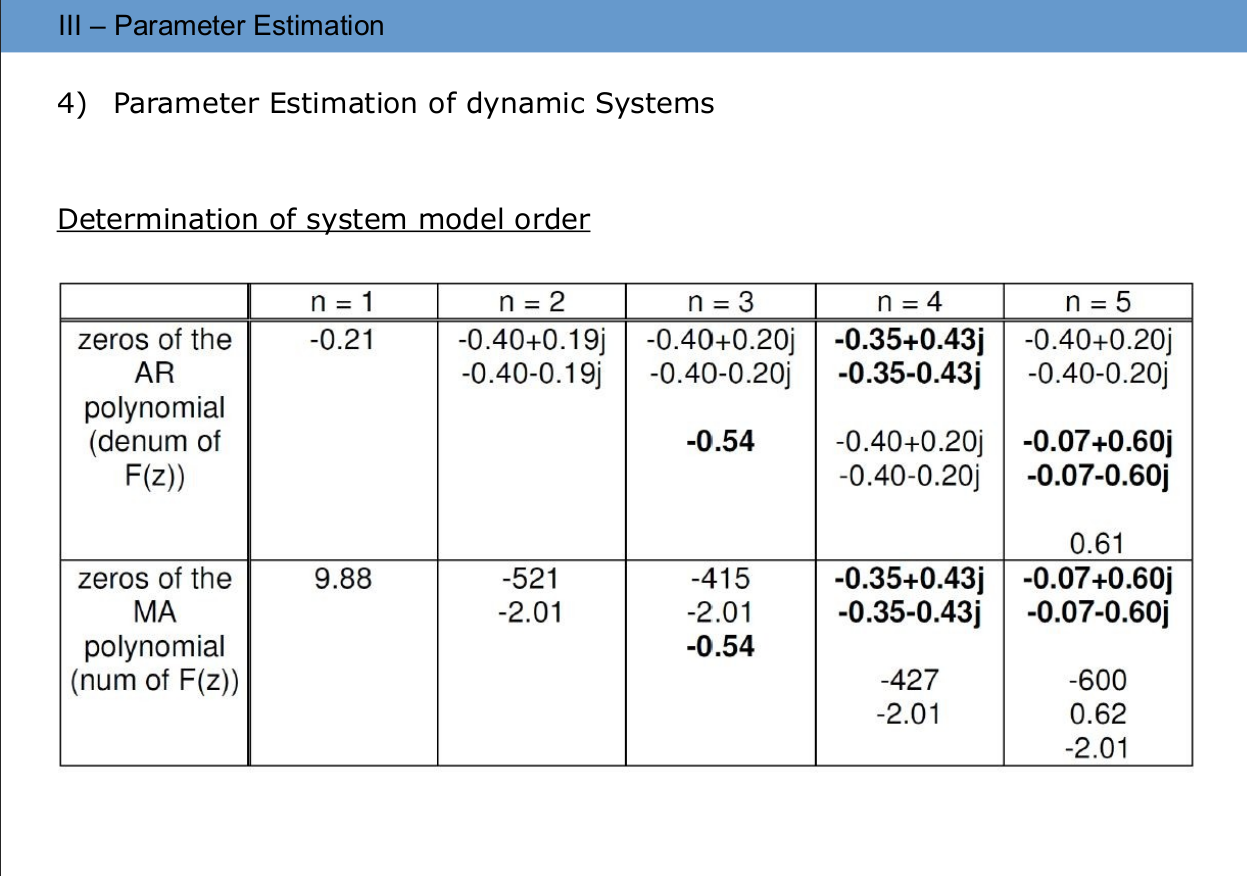 III – Parameter Estimation
4) Parameter Estimation of dynamic Systems
Determination of system model order
n = 1 n = 2 n = 3 n = 4 n = 5
zeros of the -0.21 -0.40+0.19j -0.40+0.20j -0.35+0.43j -0.40+0.20j
AR -0.40-0.19j -0.40-0.20j -0.35-0.43j -0.40-0.20j
polynomial
(denum of -0.54 -0.40+0.20j -0.07+0.60j
F(z)) -0.40-0.20j -0.07-0.60j
0.61
zeros of the 9.88 -521 -415 -0.35+0.43j -0.07+0.60j
MA -2.01 -2.01 -0.35-0.43j -0.07-0.60j
polynomial -0.54
(num of F(z)) -427 -600
-2.01 0.62
-2.01